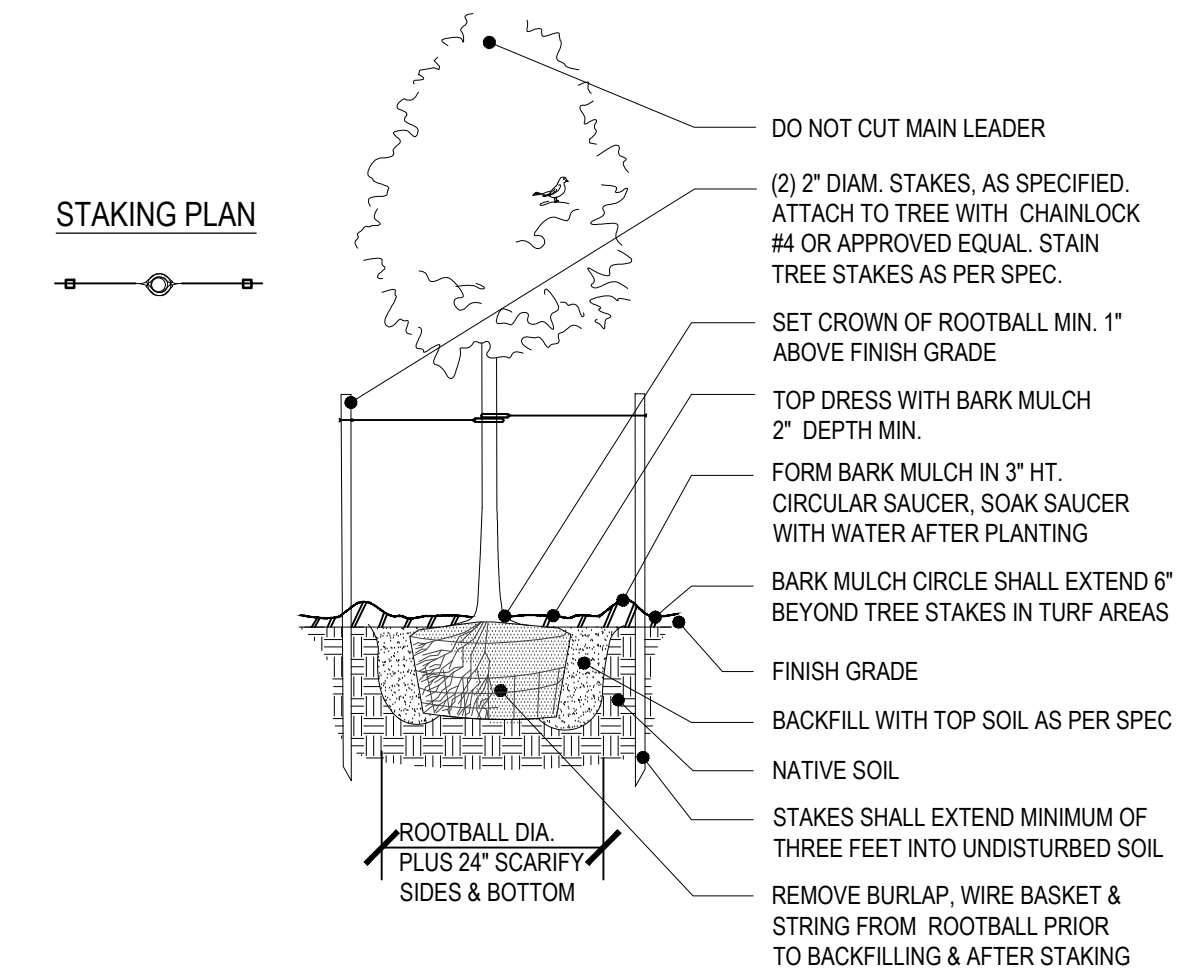 STAKING PLAN
DO NOT CUT MAIN LEADER
(2) 2" DIAM. STAKES, AS SPECIFIED.
ATTACH TO TREE WITH CHAINLOCK
#4 OR APPROVED EQUAL. STAIN
TREE STAKES AS PER SPEC.
SET CROWN OF ROOTBALL MIN. 1"
ABOVE FINISH GRADE
TOP DRESS WITH BARK MULCH
2" DEPTH MIN.
FORM BARK MULCH IN 3" HT.
CIRCULAR SAUCER, SOAK SAUCER
WITH WATER AFTER PLANTING
BARK MULCH CIRCLE SHALL EXTEND 6"
BEYOND TREE STAKES IN TURF AREAS
FINISH GRADE
BACKFILL WITH TOP SOIL AS PER SPEC
NATIVE SOIL
STAKES SHALL EXTEND MINIMUM OF
THREE FEET INTO UNDISTURBED SOIL
REMOVE BURLAP, WIRE BASKET &
STRING FROM ROOTBALL PRIOR
TO BACKFILLING & AFTER STAKING
ROOTBALL DIA.
PLUS 24" SCARIFY
SIDES & BOTTOM